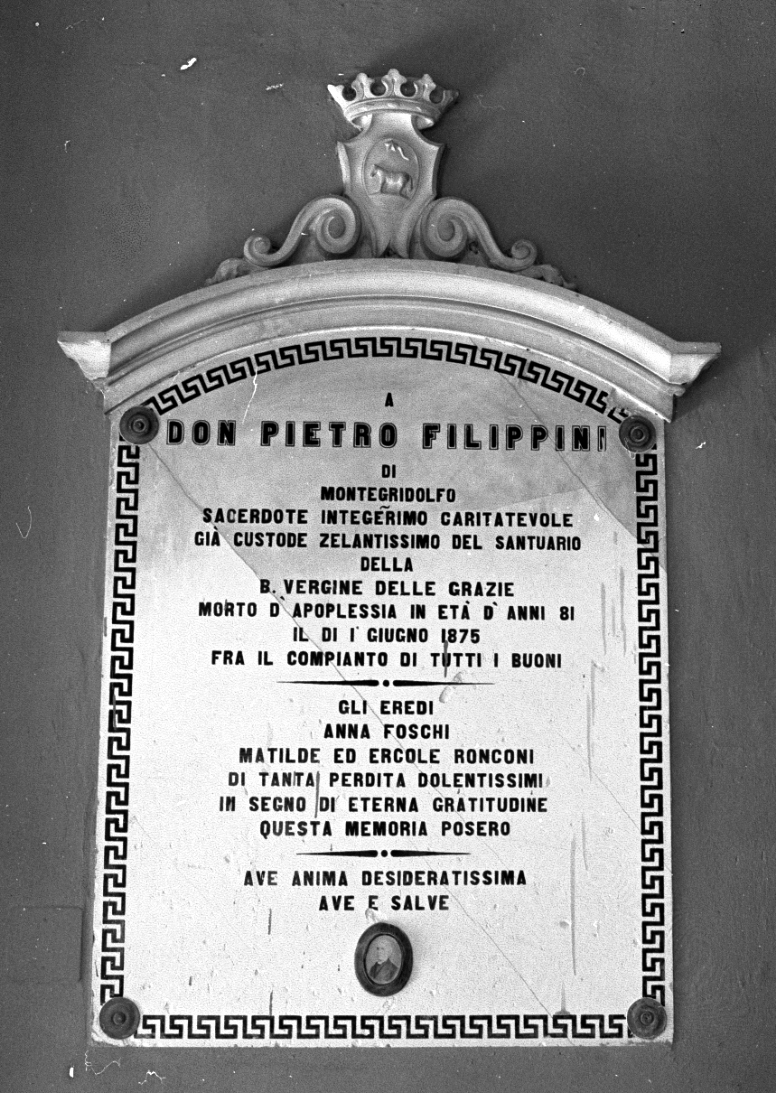 A
DON PIETRO FILIPPINI
DI
MONTEGRIDOLFO
SACERDOTE INTEGERIMO CARITATEVOLE
GIÀ CUSTODE ZELANTISSIMO DEL SANTUARIO
DELLA
B. VERGINE DELLE GRAZIE
MORTO D'APOPLESSIA IN ETÀ D'ANNI 81
IL DI 1° GIUGNO 1875
FRA IL COMPIANTO DI TUTTI I BUONI
GLI EREDI
ANNA FOSCHI
MATILDE ED ERCOLE RONCONI
DI TANTA PERDITA DOLENTISSIMI
IN SEGNO DI ETERNA GRATITUDINE
QUESTA MEMORIA POSERO
AVE ANIMA DESIDERATISSIMA
AVE E SALVE